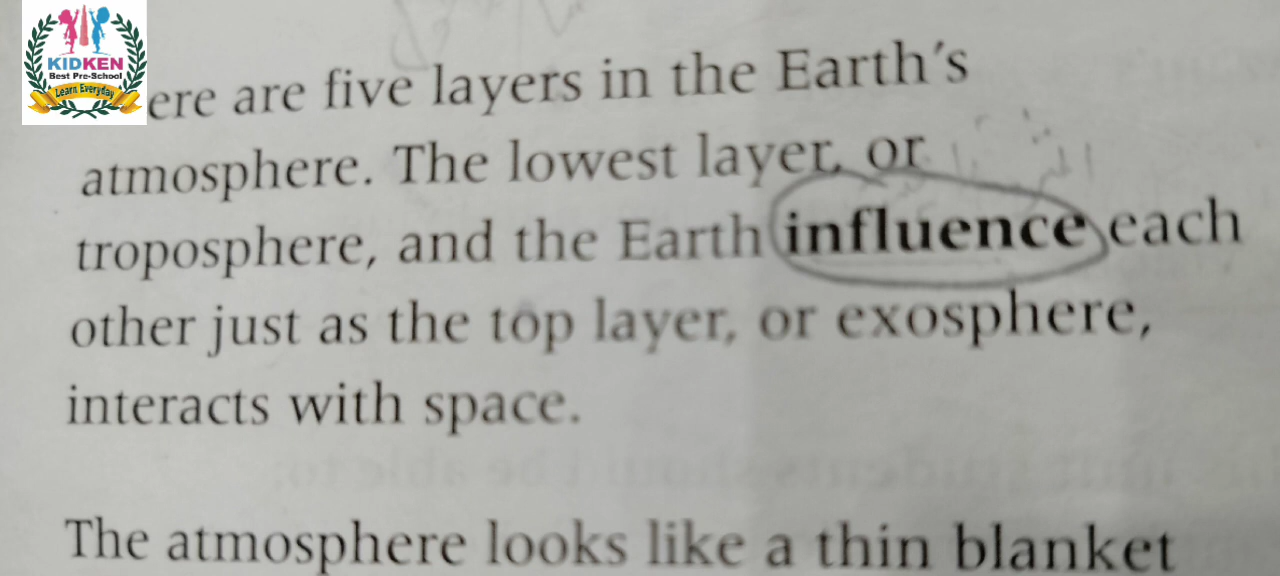 KIDKEN
Best Pre-School
Learn Everyday
ere are five layers in the Earth's
atmosphere. The lowest layer, or
troposphere, and the Earth influence each
other just as the top layer, or exosphere,
interacts with space.
The atmosphere looks like a thin blanket